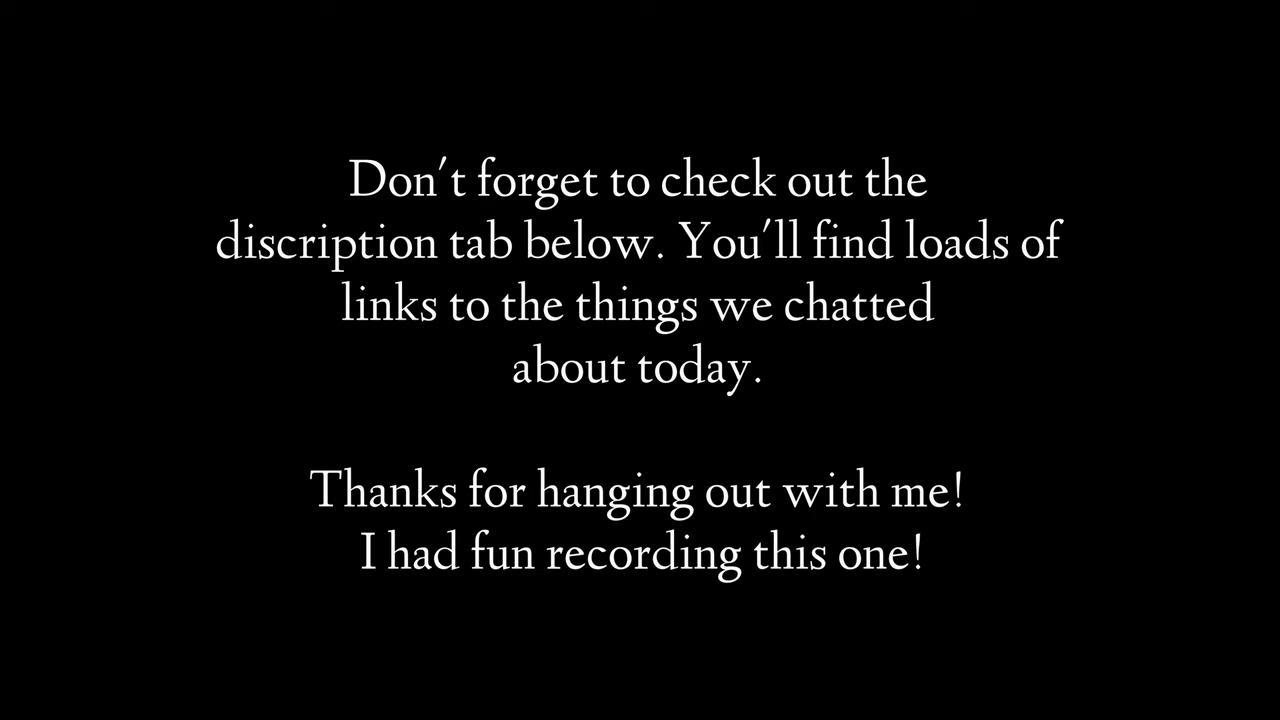 Don't forget to check out the
discription tab below. You'll find loads of
links to the things we chatted
about today.
Thanks for hanging out with me!
I had fun recording this one!